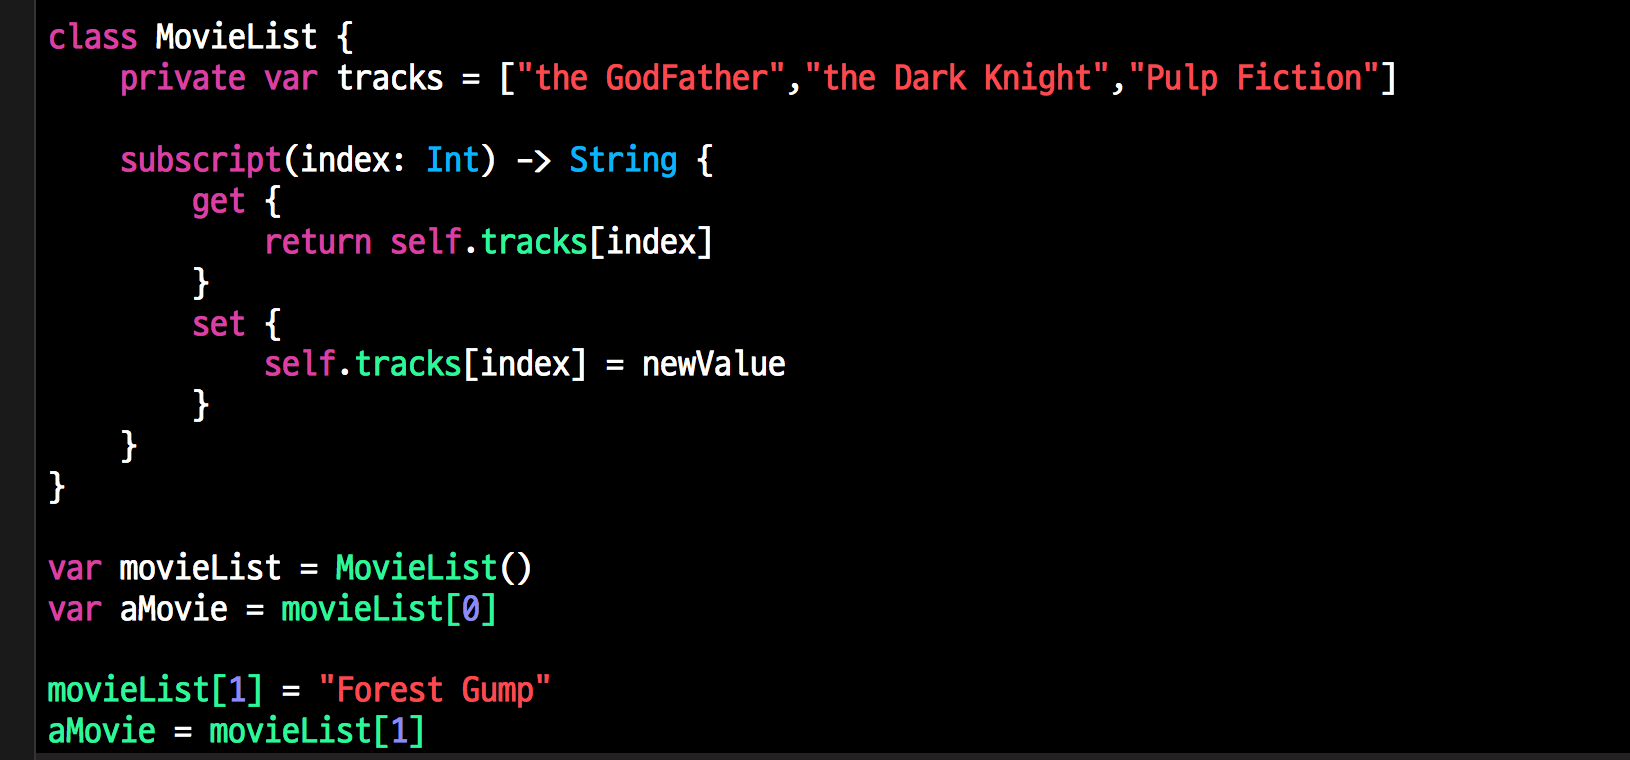 class MovieList {
    private var tracks = ["the GodFather","the Dark Knight","Pulp Fiction"]
    subscript(index: Int) -> String {
        get {
            return self.tracks[index]
        }
        set {
            self.tracks[index] = newValue
        }
    }
}
var movieList = MovieList()
var aMovie = movieList[0]
movieList[1] = "Forest Gump"
aMovie = movieList[1]